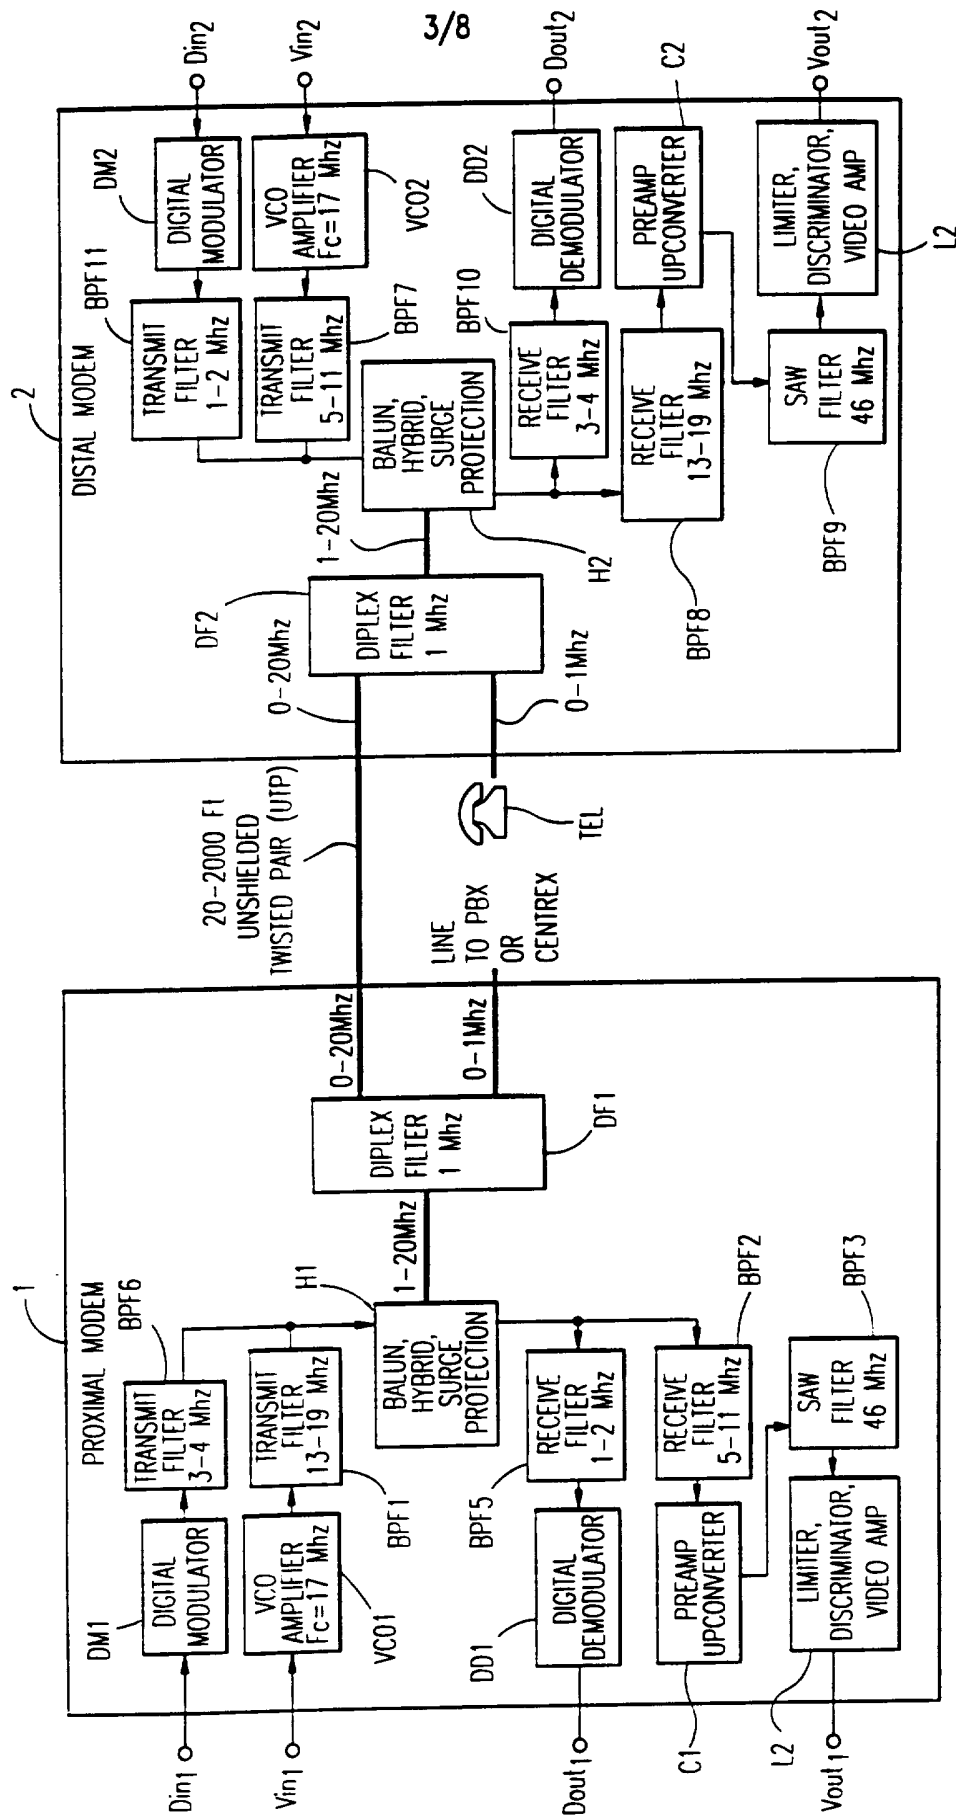 3/8
1
PROXIMAL MODEM
Din1
DM1
DIGITAL
MODULATOR
BPF6
TRANSMIT
FILTER
3-4 Mhz
Vin1
VCO
AMPLIFIER
Fc=17 Mhz
VCO1
TRANSMIT
FILTER
13-19 Mhz
BPF1
H1
BALUN,
HYBRID,
SURGE
PROTECTION
1-20Mhz
DIPLEX
FILTER
1 Mhz
DF1
0-20Mhz
0-1Mhz
BPF5
RECEIVE
FILTER
1-2 Mhz
DD1
DIGITAL
DEMODULATOR
Dout1
BPF2
RECEIVE
FILTER
5-11 Mhz
PREAMP
UPCONVERTER
C1
BPF3
SAW
FILTER
46 Mhz
LIMITER,
DISCRIMINATOR,
VIDEO AMP
L2
Vout1
20-2000 Ft
UNSHIELDED
TWISTED PAIR (UTP)
LINE
TO PBX
OR
CENTREX
TEL
2
DISTAL MODEM
0-20Mhz
0-1Mhz
DF2
DIPLEX
FILTER
1 Mhz
1-20Mhz
BALUN,
HYBRID,
SURGE
PROTECTION
H2
BPF11
TRANSMIT
FILTER
1-2 Mhz
DM2
DIGITAL
MODULATOR
Din2
TRANSMIT
FILTER
5-11 Mhz
BPF7
VCO
AMPLIFIER
Fc=17 Mhz
VCO2
Vin2
BPF10
RECEIVE
FILTER
3-4 Mhz
DD2
DIGITAL
DEMODULATOR
Dout2
RECEIVE
FILTER
13-19 Mhz
BPF8
PREAMP
UPCONVERTER
C2
SAW
FILTER
46 Mhz
BPF9
LIMITER,
DISCRIMINATOR,
VIDEO AMP
L2
Vout2